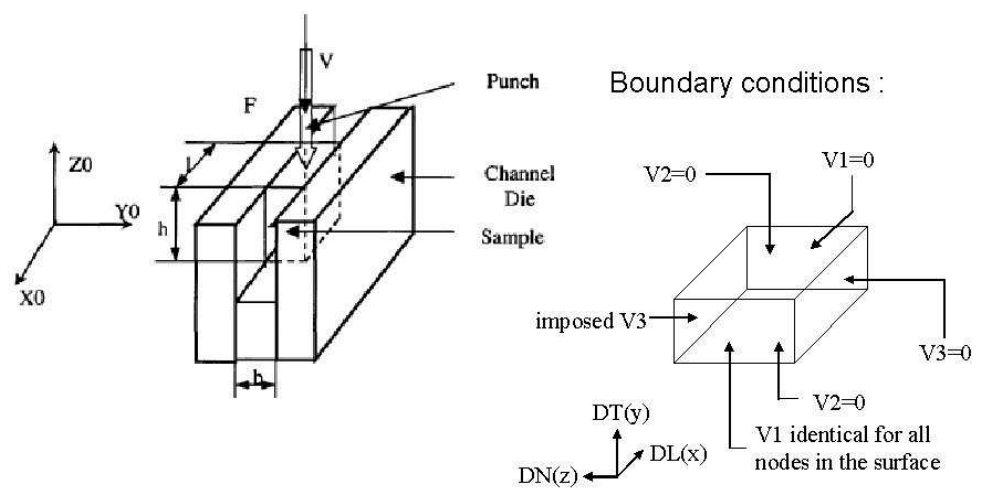 V
Punch
F
Z0
l
Channel
Die
Y0
h
Sample
X0
b
Boundary conditions :
V1=0
V2=0
imposed V3
V3=0
V2=0
V1 identical for all
nodes in the surface
DT(y)
DL(x)
DN(z)